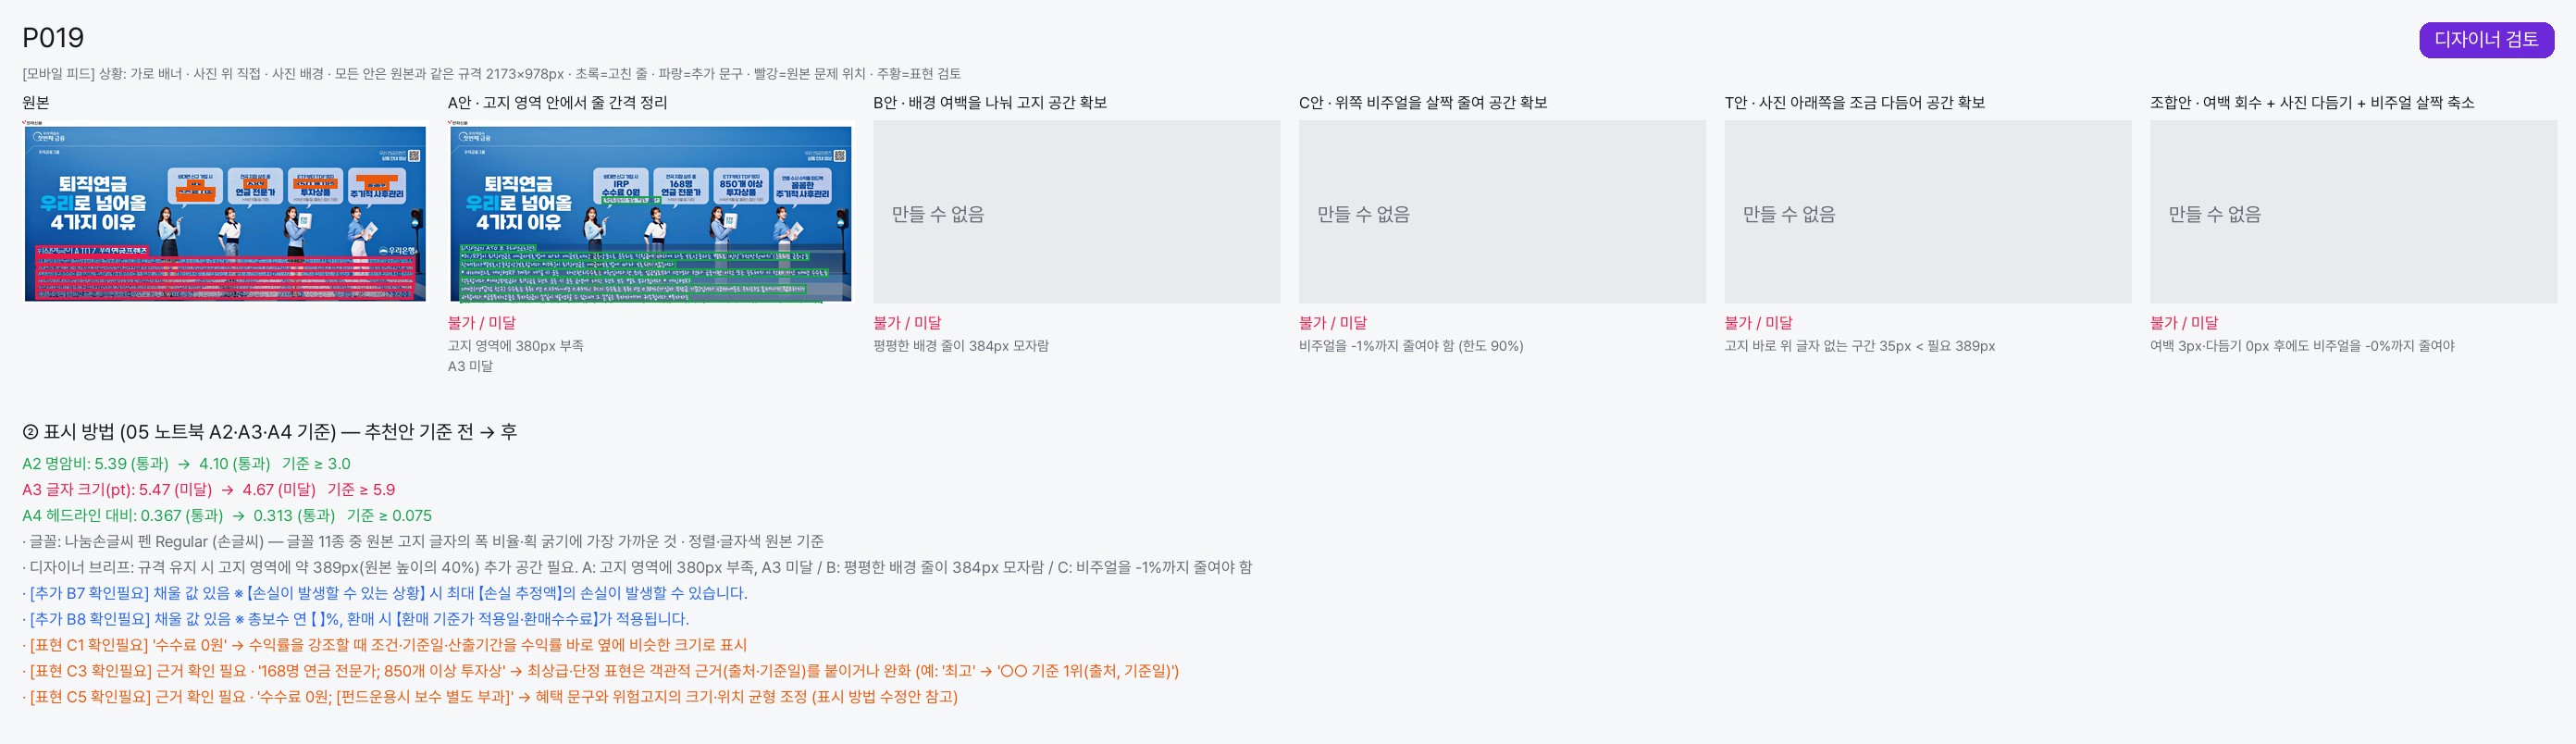 P019
디자이너 검토
[모바일 피드] 상황: 가로 배너 · 사진 위 직접 · 사진 배경 · 모든 안은 원본과 같은 규격 2173×978px · 초록=고친 줄 · 파랑=추가 문구 · 빨강=원본 문제 위치 · 주황=표현 검토
원본
A안 · 고지 영역 안에서 줄 간격 정리
B안 · 배경 여백을 나눠 고지 공간 확보
C안 · 위쪽 비주얼을 살짝 줄여 공간 확보
T안 · 사진 아래쪽을 조금 다듬어 공간 확보
조합안 · 여백 회수 + 사진 다듬기 + 비주얼 살짝 축소
첫번째 금융
우리금융그룹
퇴직연금
우리로 넘어올
4가지 이유
주기적 사후관리
우리은행
첫번째 금융
우리금융그룹
퇴직연금
우리로 넘어올
4가지 이유
IRP
수수료 0원
168명
연금 전문가
850개 이상
투자상품
꼼꼼한
주기적 사후관리
만들 수 없음
만들 수 없음
만들 수 없음
만들 수 없음
불가 / 미달
고지 영역에 380px 부족
A3 미달
불가 / 미달
평평한 배경 줄이 384px 모자람
불가 / 미달
비주얼을 -1%까지 줄여야 함 (한도 90%)
불가 / 미달
고지 바로 위 글자 없는 구간 35px < 필요 389px
불가 / 미달
여백 3px·다듬기 0px 후에도 비주얼을 -0%까지 줄여야
② 표시 방법 (05 노트북 A2·A3·A4 기준) — 추천안 기준 전 → 후
A2 명암비: 5.39 (통과) → 4.10 (통과) 기준 ≥ 3.0
A3 글자 크기(pt): 5.47 (미달) → 4.67 (미달) 기준 ≥ 5.9
A4 헤드라인 대비: 0.367 (통과) → 0.313 (통과) 기준 ≥ 0.075
· 글꼴: 나눔손글씨 펜 Regular (손글씨) — 글꼴 11종 중 원본 고지 글자의 폭 비율·획 굵기에 가장 가까운 것 · 정렬·글자색 원본 기준
· 디자이너 브리프: 규격 유지 시 고지 영역에 약 389px(원본 높이의 40%) 추가 공간 필요. A: 고지 영역에 380px 부족, A3 미달 / B: 평평한 배경 줄이 384px 모자람 / C: 비주얼을 -1%까지 줄여야 함
· [추가 B7 확인필요] 채울 값 있음 ※【손실이 발생할 수 있는 상황】 시 최대 【손실 추정액】의 손실이 발생할 수 있습니다.
· [추가 B8 확인필요] 채울 값 있음 ※ 총보수 연 【 】%, 환매 시 【환매 기준가 적용일·환매수수료】가 적용됩니다.
· [표현 C1 확인필요] '수수료 0원' → 수익률을 강조할 때 조건·기준일·산출기간을 수익률 바로 옆에 비슷한 크기로 표시
· [표현 C3 확인필요] 근거 확인 필요 · '168명 연금 전문가; 850개 이상 투자상' → 최상급·단정 표현은 객관적 근거(출처·기준일)를 붙이거나 완화 (예: '최고' → '〇〇 기준 1위(출처, 기준일)')
· [표현 C5 확인필요] 근거 확인 필요 · '수수료 0원; [펀드운용시 보수 별도 부과]' → 혜택 문구와 위험고지의 크기·위치 균형 조정 (표시 방법 수정안 참고)